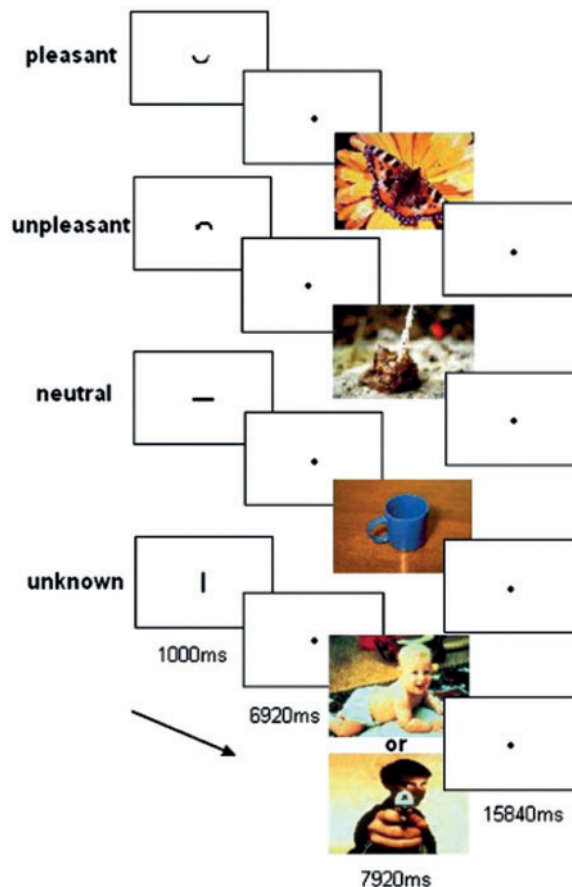 pleasant
unpleasant
neutral
unknown
1000ms
6920ms
or
15840ms
7920ms